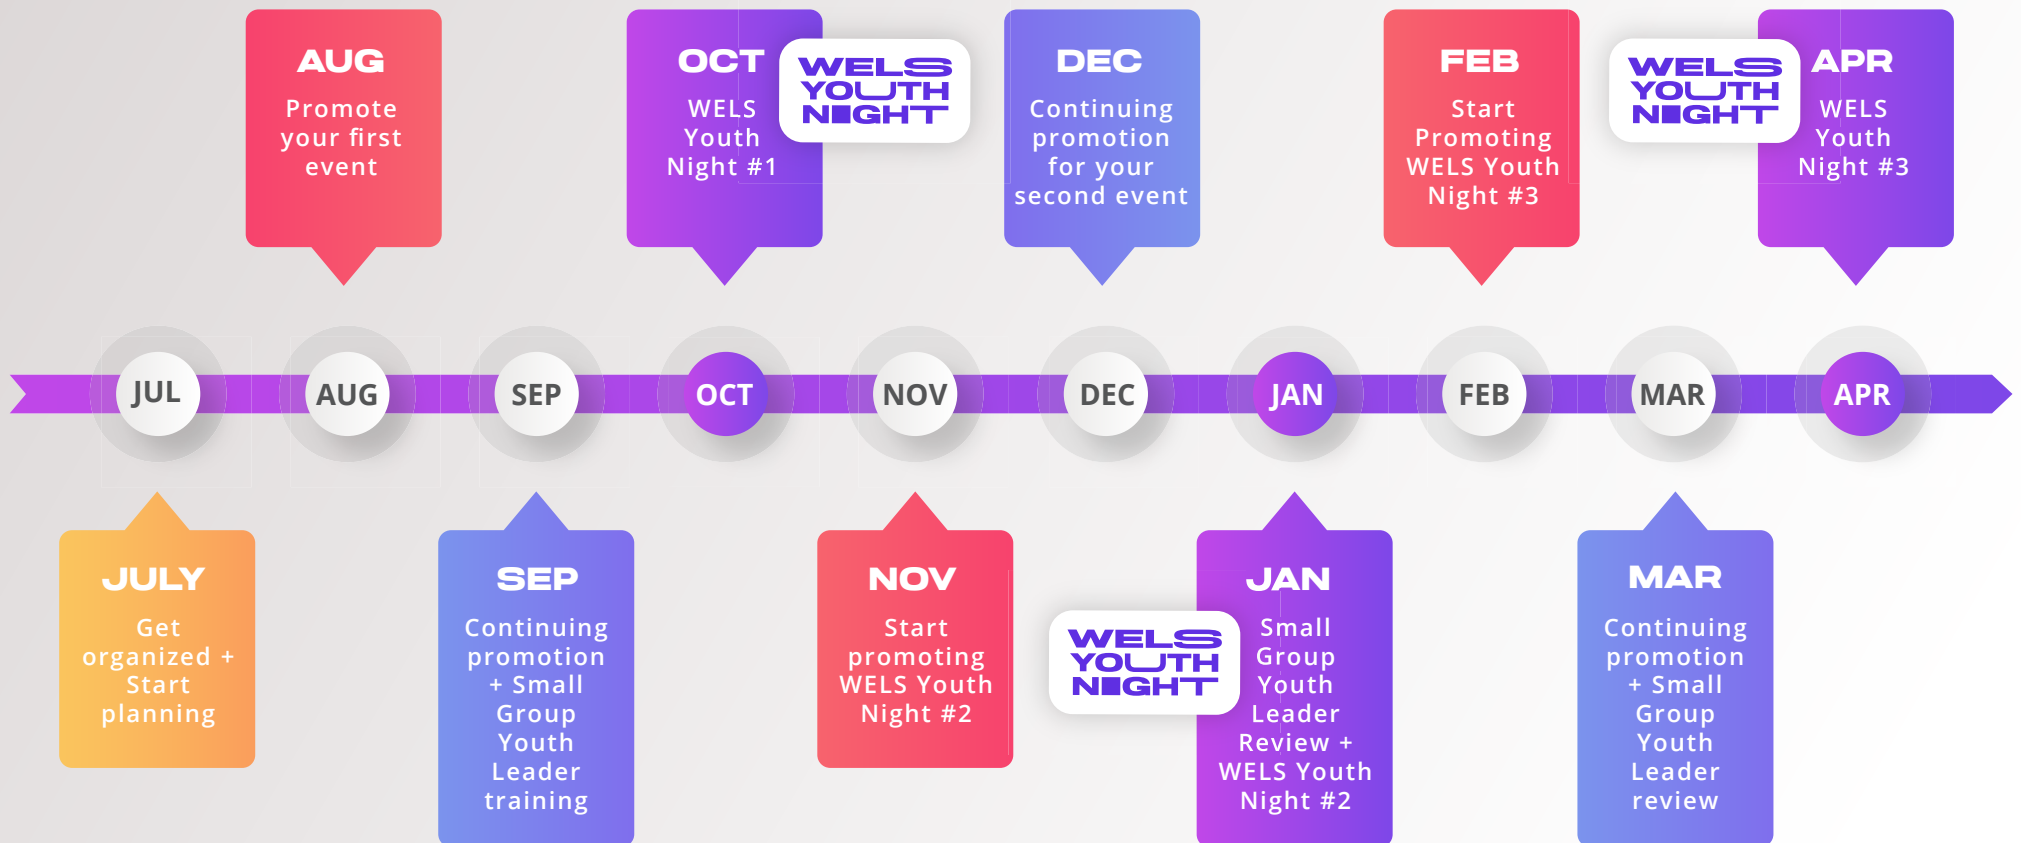 AUG
Promote
your first
event
OCT
WELS
Youth
Night #1
WELS
YOUTH
NIGHT
DEC
Continuing
promotion
for your
second event
FEB
Start
Promoting
WELS Youth
Night #3
WELS
YOUTH
NIGHT
APR
WELS
Youth
Night #3
JUL
AUG
SEP
OCT
NOV
DEC
JAN
FEB
MAR
APR
JULY
Get
organized +
Start
planning
SEP
Continuing
promotion
+ Small
Group
Youth
Leader
training
NOV
Start
promoting
WELS Youth
Night #2
WELS
YOUTH
NIGHT
JAN
Small
Group
Youth
Leader
Review +
WELS Youth
Night #2
MAR
Continuing
promotion
+ Small
Group
Youth
Leader
review